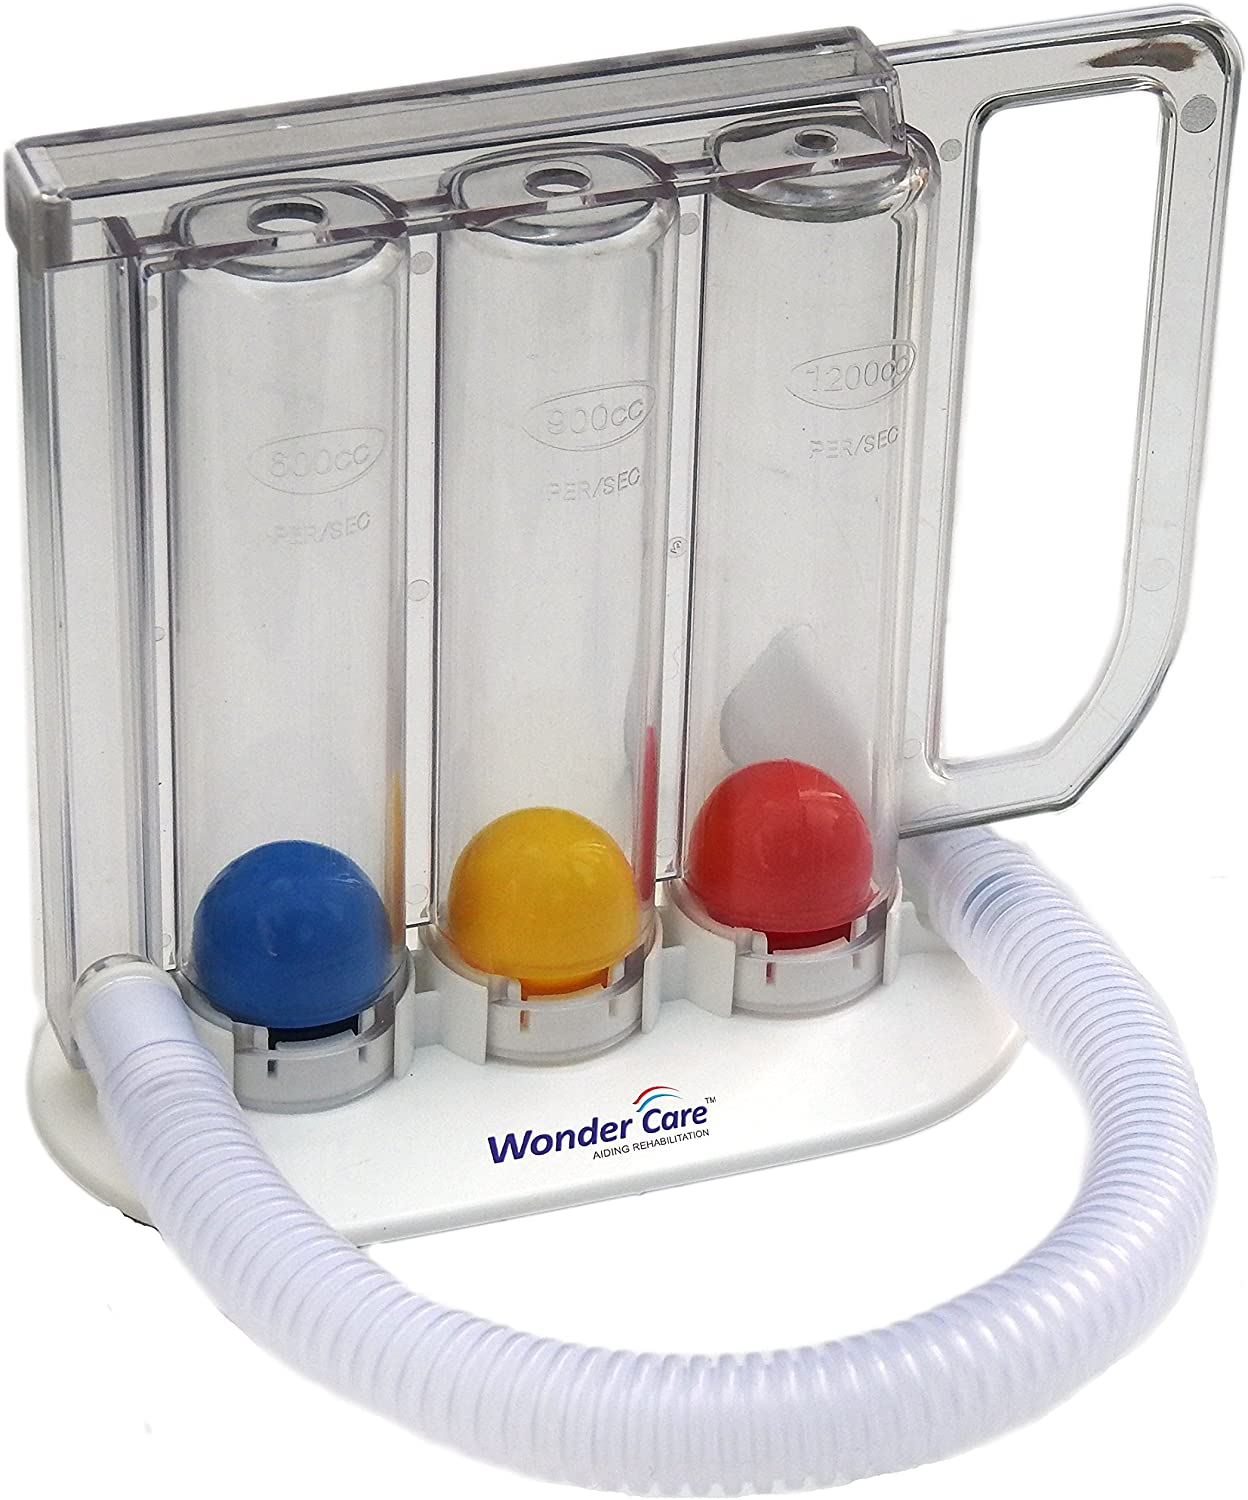 600cc
PER/SEC
900cc
PER/SEC
1200cc
PER/SEC
Wonder Care™
AIDING REHABILITATION